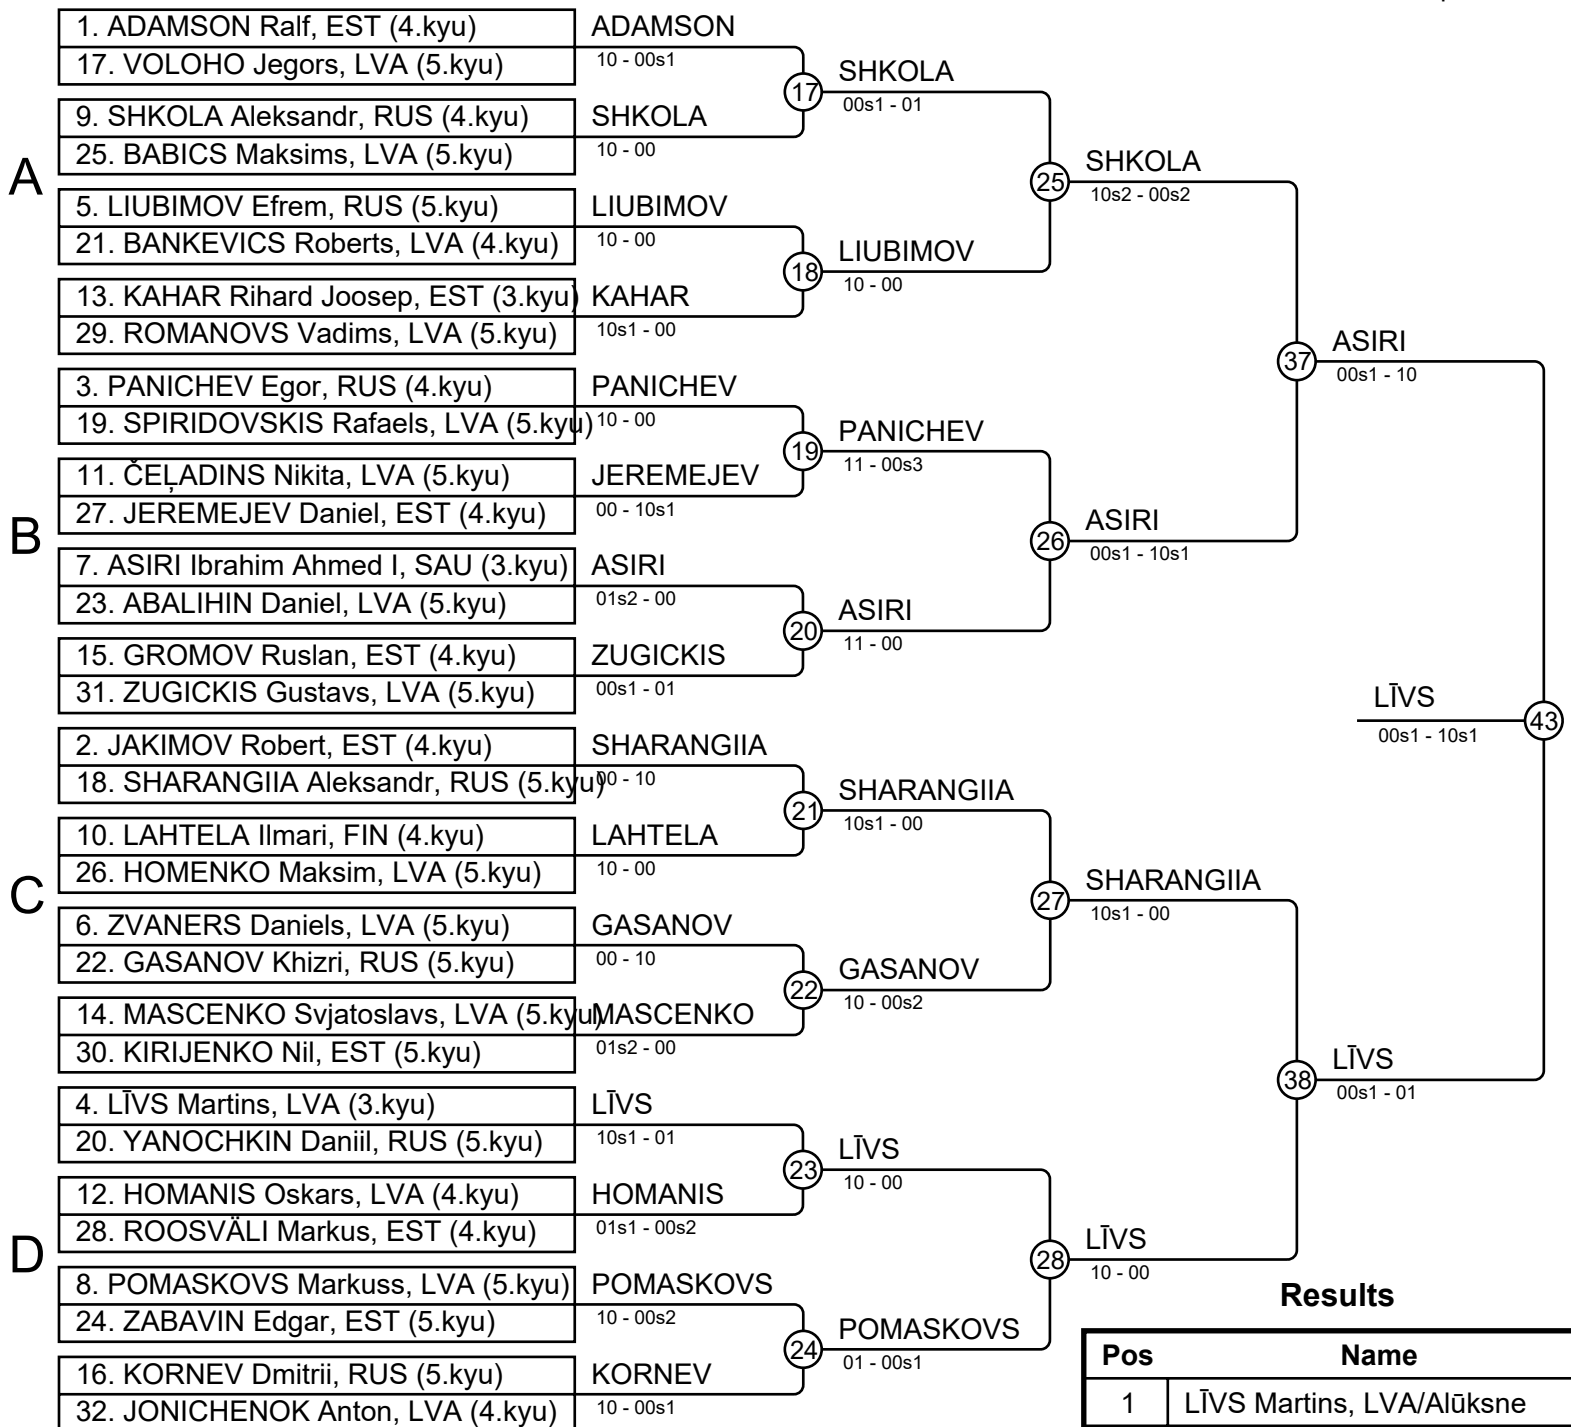 1. ADAMSON Ralf, EST (4.kyu)
17. VOLOHO Jegors, LVA (5.kyu)
9. SHKOLA Aleksandr, RUS (4.kyu)
25. BABICS Maksims, LVA (5.kyu)
A
5. LIUBIMOV Efrem, RUS (5.kyu)
21. BANKEVICS Roberts, LVA (4.kyu)
13. KAHAR Rihard Joosep, EST (3.kyu)
29. ROMANOVS Vadims, LVA (5.kyu)
3. PANICHEV Egor, RUS (4.kyu)
19. SPIRIDOVSKIS Rafaels, LVA (5.kyu)
11. ČEĻADINS Nikita, LVA (5.kyu)
27. JEREMEJEV Daniel, EST (4.kyu)
B
7. ASIRI Ibrahim Ahmed I, SAU (3.kyu)
23. ABALIHIN Daniel, LVA (5.kyu)
15. GROMOV Ruslan, EST (4.kyu)
31. ZUGICKIS Gustavs, LVA (5.kyu)
2. JAKIMOV Robert, EST (4.kyu)
18. SHARANGIIA Aleksandr, RUS (5.kyu)
10. LAHTELA Ilmari, FIN (4.kyu)
26. HOMENKO Maksim, LVA (5.kyu)
C
6. ZVANERS Daniels, LVA (5.kyu)
22. GASANOV Khizri, RUS (5.kyu)
14. MASCENKO Svjatoslavs, LVA (5.kyu)
30. KIRIJENKO Nil, EST (5.kyu)
4. LĪVS Martins, LVA (3.kyu)
20. YANOCHKIN Daniil, RUS (5.kyu)
12. HOMANIS Oskars, LVA (4.kyu)
28. ROOSVÄLI Markus, EST (4.kyu)
D
8. POMASKOVS Markuss, LVA (5.kyu)
24. ZABAVIN Edgar, EST (5.kyu)
16. KORNEV Dmitrii, RUS (5.kyu)
32. JONICHENOK Anton, LVA (4.kyu)
ADAMSON
10 - 00s1
SHKOLA
10 - 00
LIUBIMOV
10 - 00
KAHAR
10s1 - 00
PANICHEV
10 - 00
JEREMEJEV
00 - 10s1
ASIRI
01s2 - 00
ZUGICKIS
00s1 - 01
SHARANGIIA
00 - 10
LAHTELA
10 - 00
GASANOV
00 - 10
MASCENKO
01s2 - 00
LĪVS
10s1 - 01
HOMANIS
01s1 - 00s2
POMASKOVS
10 - 00s2
KORNEV
10 - 00s1
17
SHKOLA
00s1 - 01
18
LIUBIMOV
10 - 00
19
PANICHEV
11 - 00s3
20
ASIRI
11 - 00
21
SHARANGIIA
10s1 - 00
22
GASANOV
10 - 00s2
23
LĪVS
10 - 00
24
POMASKOVS
01 - 00s1
25
SHKOLA
10s2 - 00s2
26
ASIRI
00s1 - 10s1
27
SHARANGIIA
10s1 - 00
28
LĪVS
10 - 00
37
ASIRI
00s1 - 10
38
LĪVS
00s1 - 01
LĪVS
43
00s1 - 10s1
Results
Pos Name
1 LĪVS Martins, LVA/Alūksne